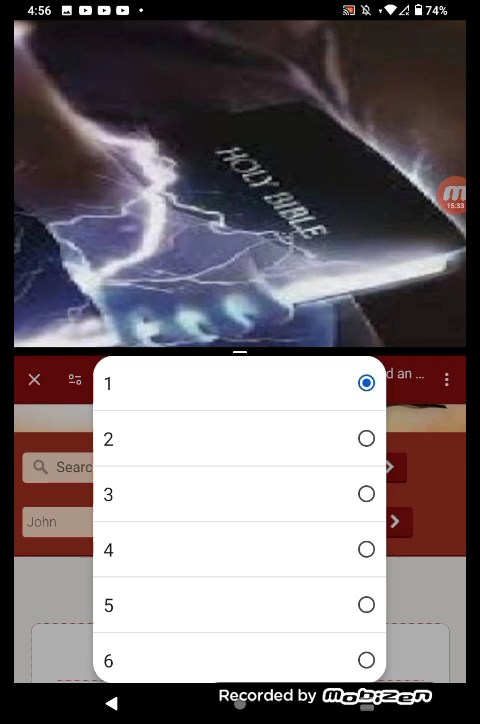 4:56
74%
HOLY BIBLE
15:33
d an ...
1
2
3
4
5
6
Searc
John
Recorded by Mobizen